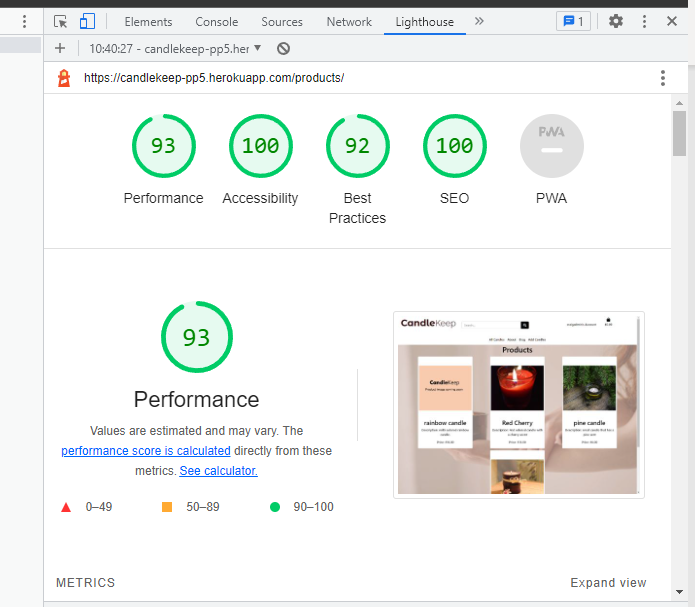 Elements Console Sources Network Lighthouse 1
10:40:27 - candlekeep-pp5.her
https://candlekeep-pp5.herokuapp.com/products/
93 100 92 100 PWA
Performance Accessibility Best Practices SEO PWA
93
Performance
Values are estimated and may vary. The
performance score is calculated directly from these
metrics. See calculator.
0–49 50–89 90–100
CandleKeep
Products
CandleKeep
rainbow candle Red Cherry pine candle
METRICS Expand view